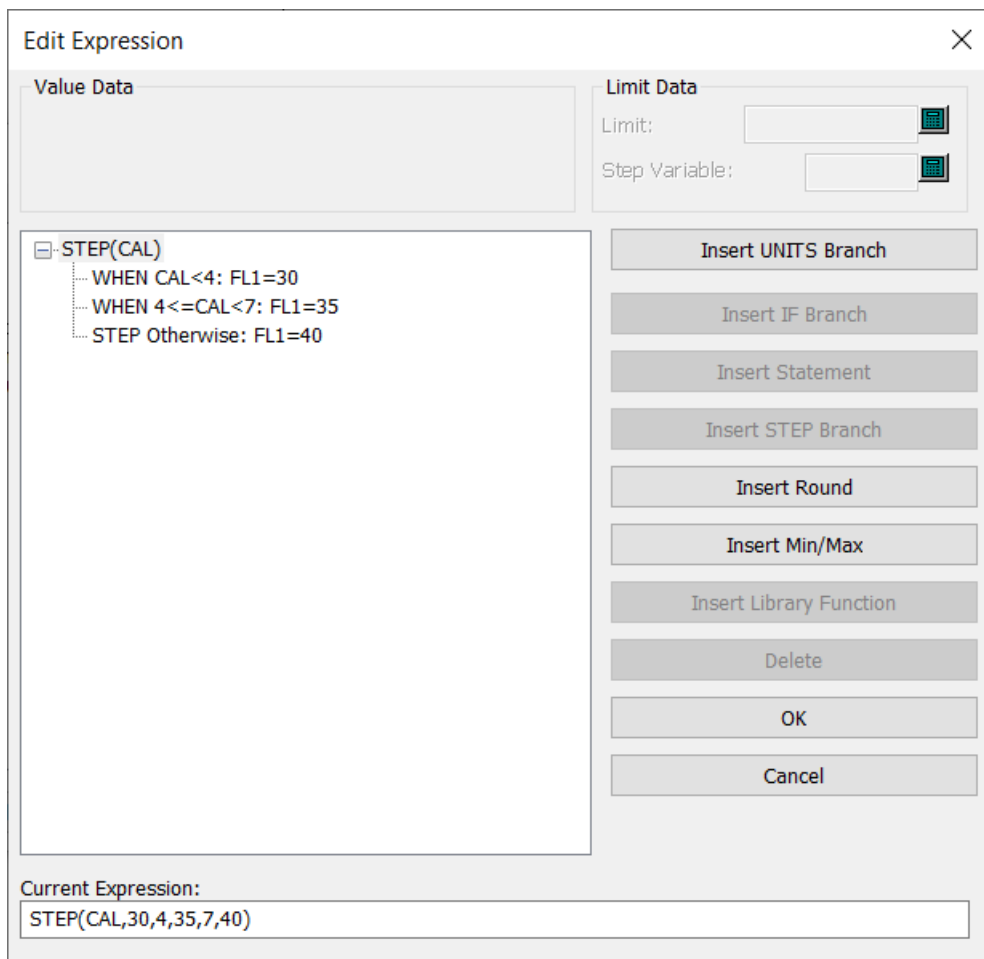 Edit Expression
Value Data
Limit Data
Limit:
Step Variable:
STEP(CAL)
WHEN CAL<4: FL1=30
WHEN 4<=CAL<7: FL1=35
STEP Otherwise: FL1=40
Insert UNITS Branch
Insert IF Branch
Insert Statement
Insert STEP Branch
Insert Round
Insert Min/Max
Insert Library Function
Delete
OK
Cancel
Current Expression:
STEP(CAL,30,4,35,7,40)